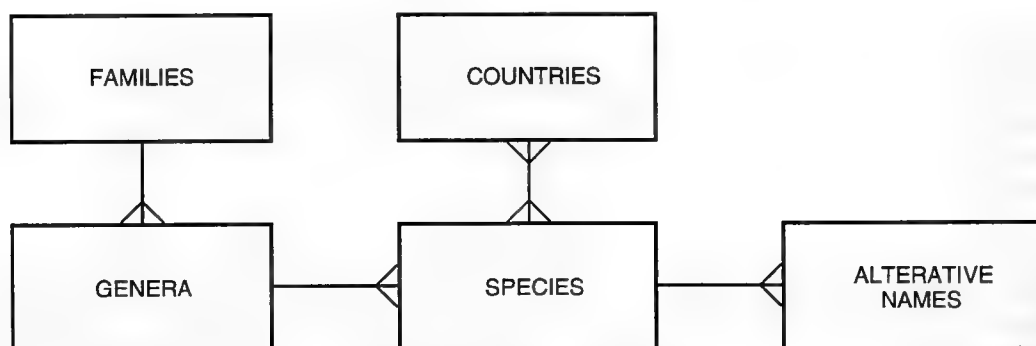 FAMILIES
COUNTRIES
GENERA
SPECIES
ALTERATIVE
NAMES